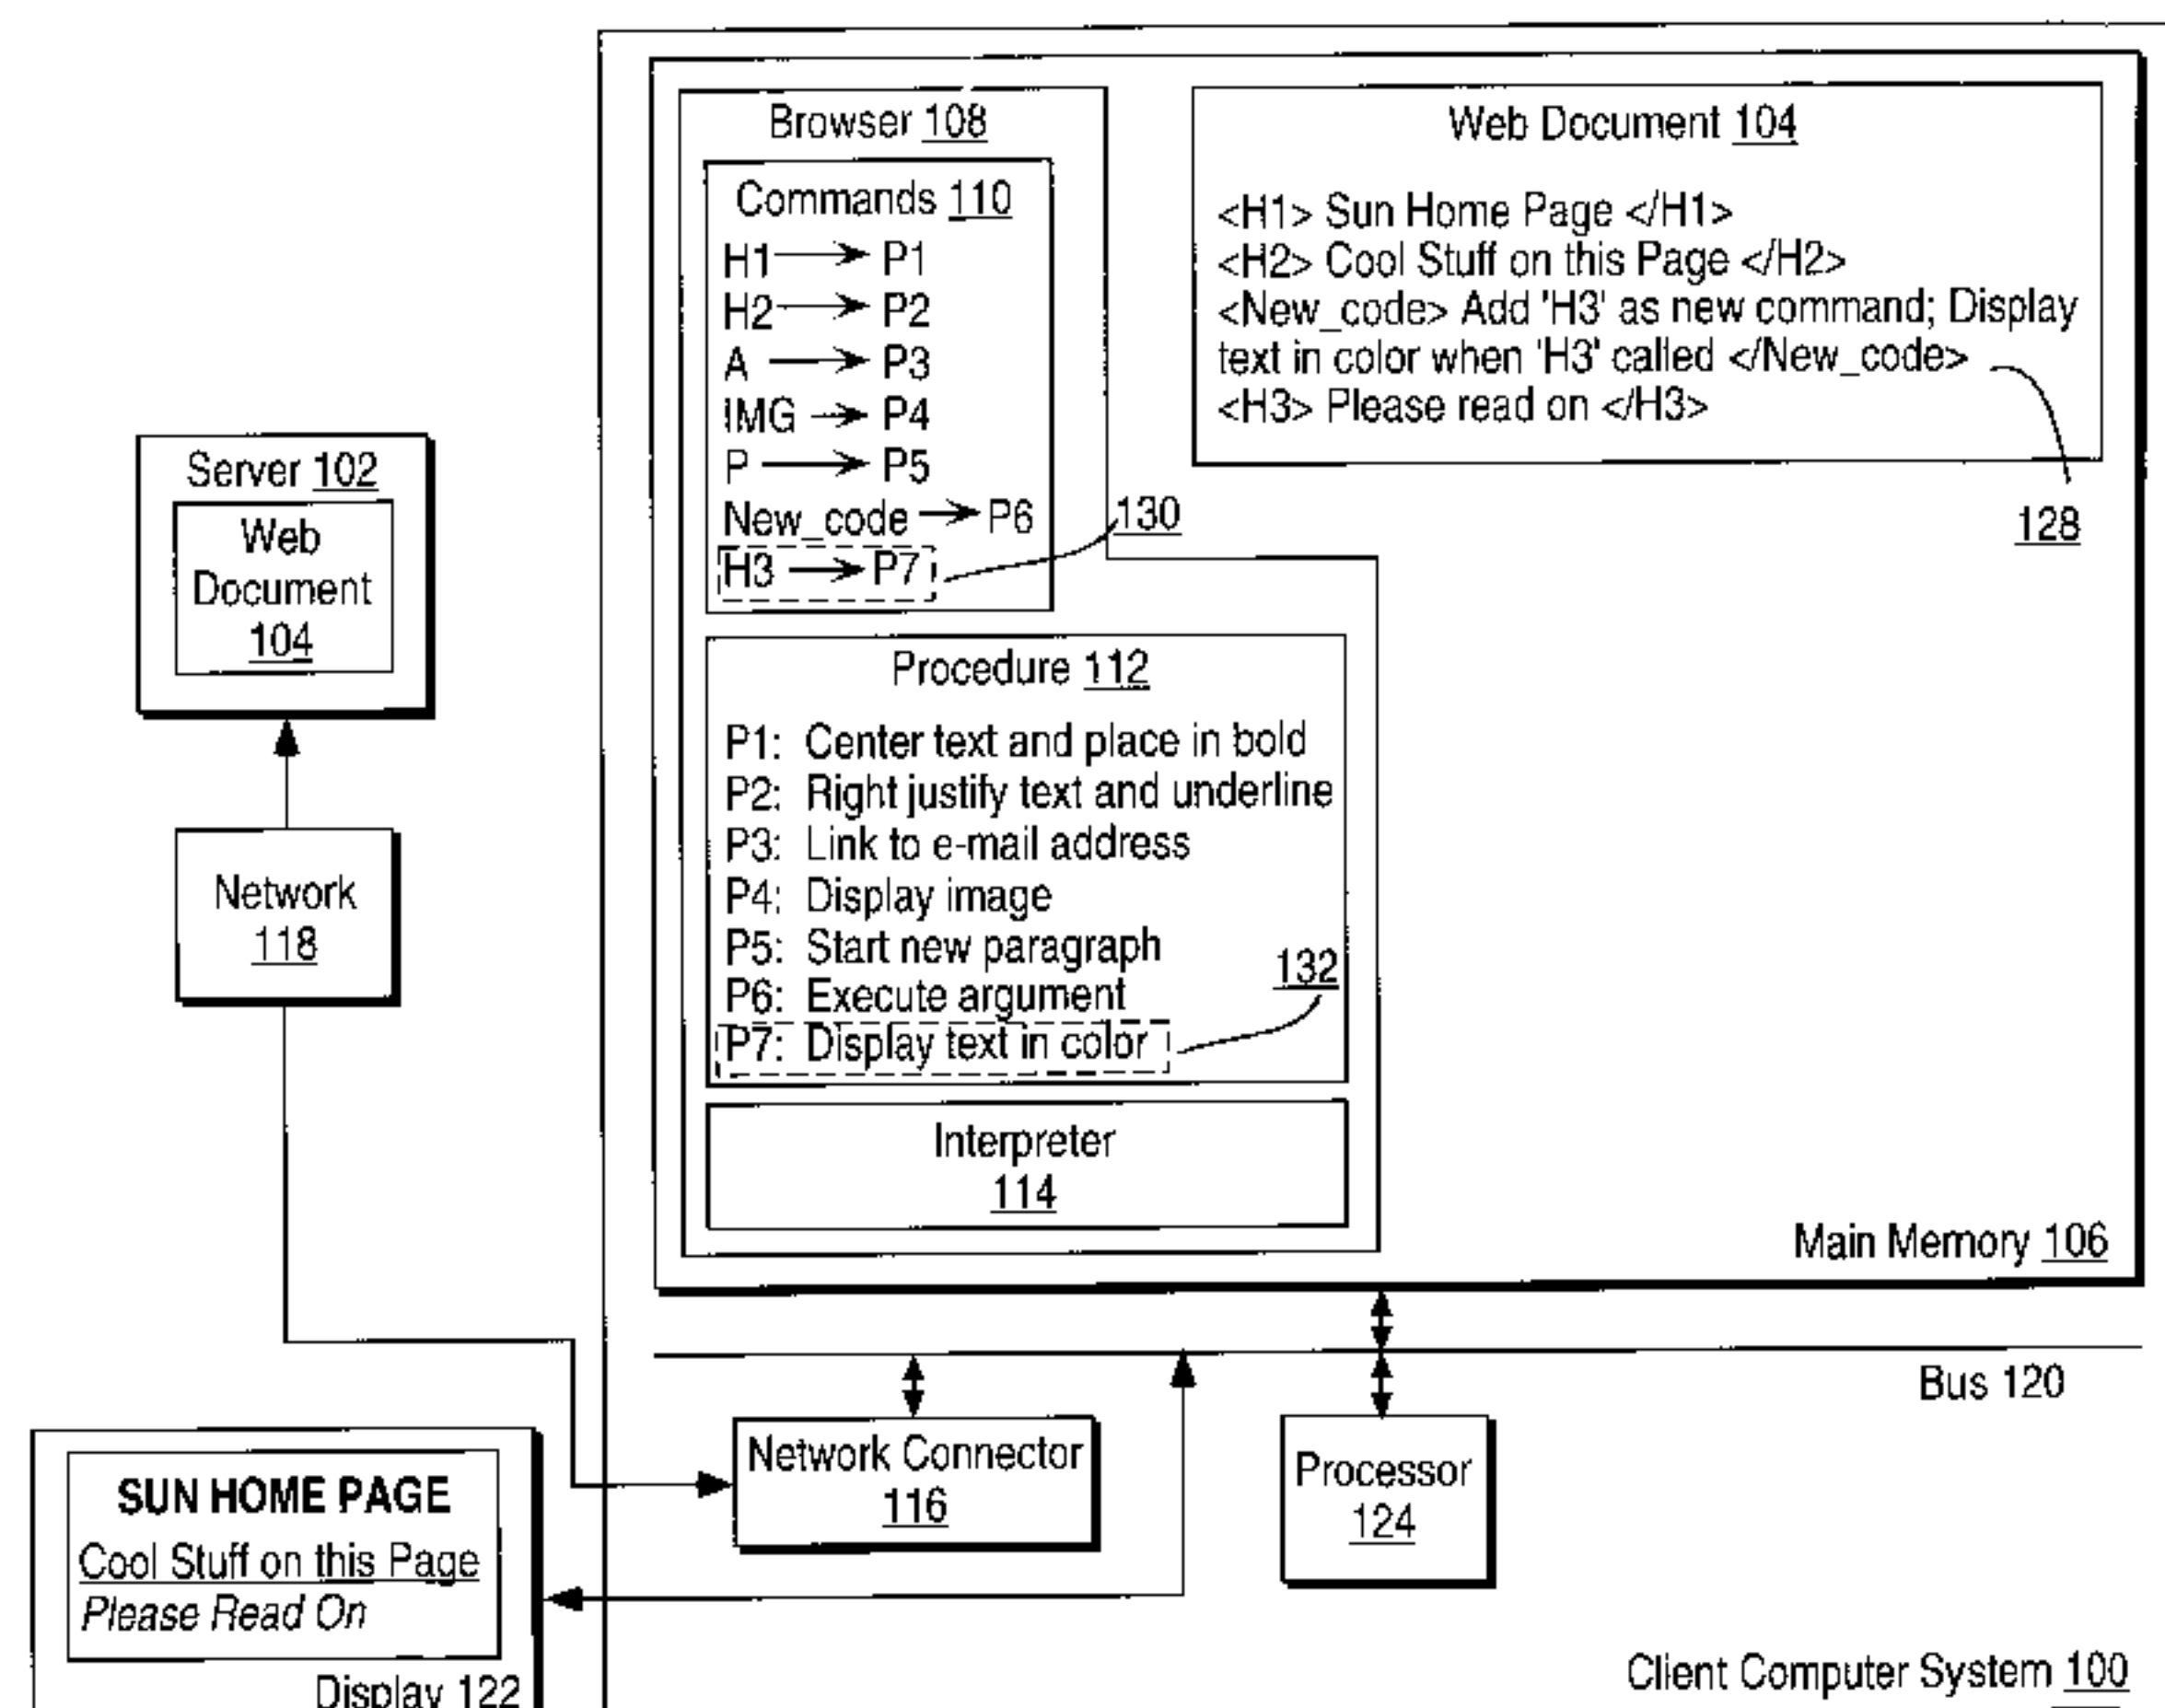 Browser 108
Commands 110
H1 → P1
H2 → P2
A → P3
IMG → P4
P → P5
New_code → P6
H3 → P7
130
Web Document 104
<H1> Sun Home Page </H1>
<H2> Cool Stuff on this Page </H2>
<New_code> Add 'H3' as new command; Display
text in color when 'H3' called </New_code>
<H3> Please read on </H3>
128
Server 102
Web
Document
104
Network
118
Procedure 112
P1: Center text and place in bold
P2: Right justify text and underline
P3: Link to e-mail address
P4: Display image
P5: Start new paragraph
P6: Execute argument
P7: Display text in color
132
Interpreter
114
Main Memory 106
Bus 120
Network Connector
116
Processor
124
SUN HOME PAGE
Cool Stuff on this Page
Please Read On
Display 122
Client Computer System 100